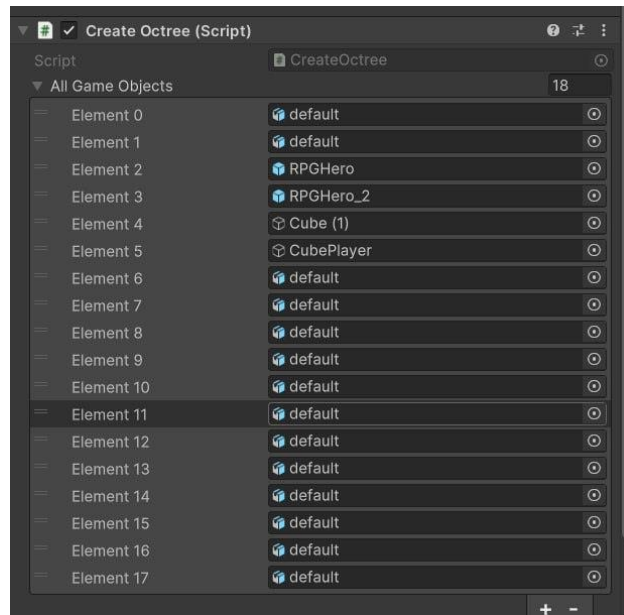 Create Octree (Script)
Script CreateOctree
All Game Objects 18
Element 0 default
Element 1 default
Element 2 RPGHero
Element 3 RPGHero_2
Element 4 Cube (1)
Element 5 CubePlayer
Element 6 default
Element 7 default
Element 8 default
Element 9 default
Element 10 default
Element 11 default
Element 12 default
Element 13 default
Element 14 default
Element 15 default
Element 16 default
Element 17 default
+ -